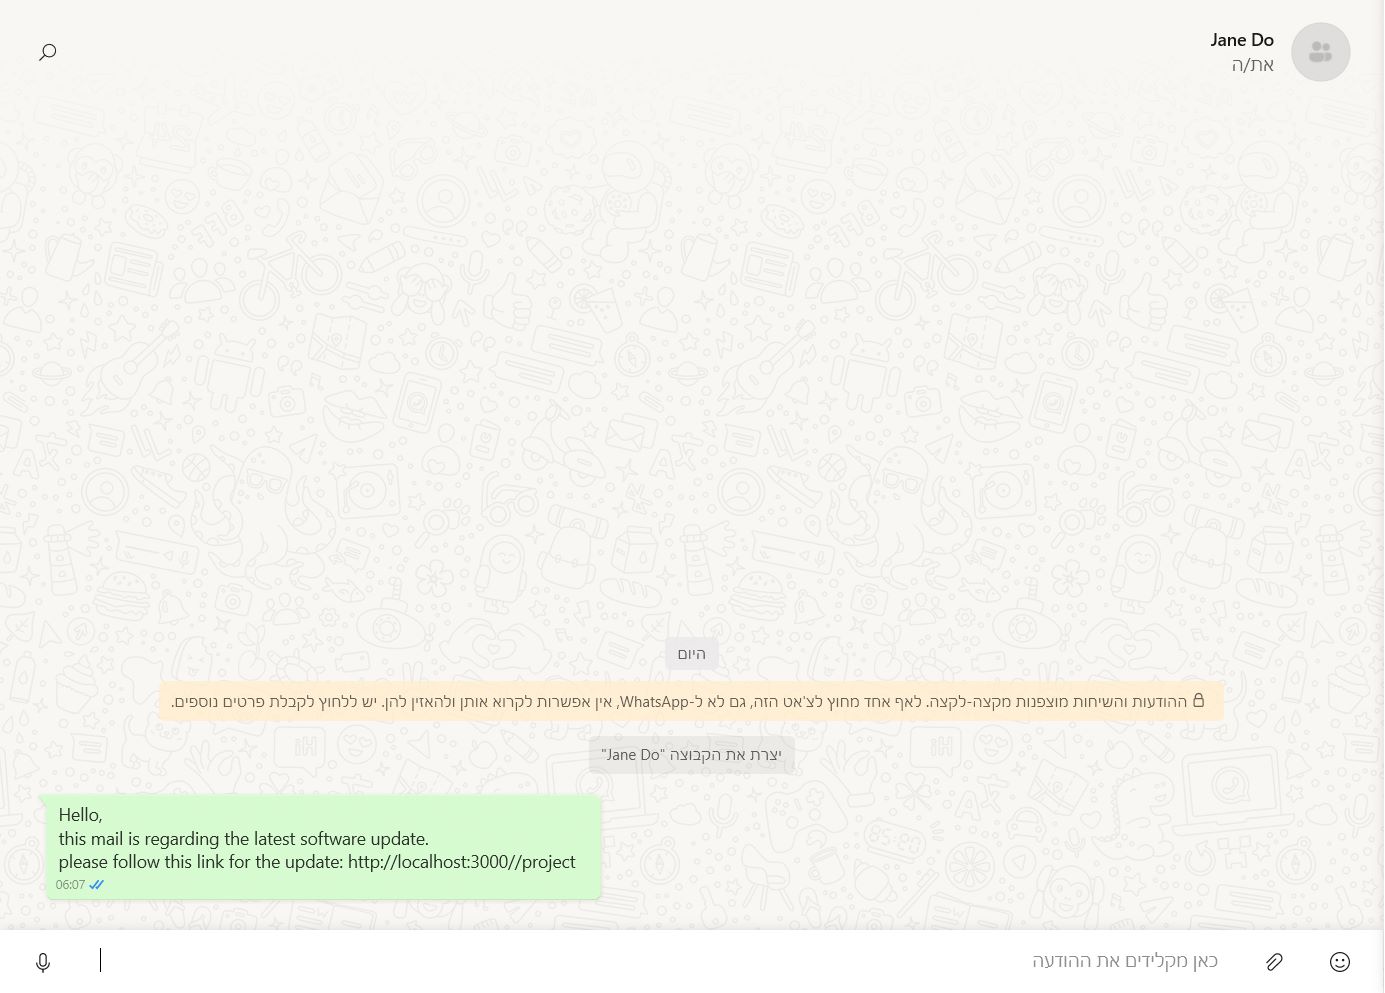 Jane Do
את/ה
היום
ההודעות והשיחות מוצפנות מקצה-לקצה. לאף אחד מחוץ לצ'אט הזה, גם לא ל-WhatsApp, אין אפשרות לקרוא אותן ולהאזין להן. יש ללחוץ לקבלת פרטים נוספים.
יצרת את הקבוצה "Jane Do"
Hello,
this mail is regarding the latest software update.
please follow this link for the update: http://localhost:3000//project
06:07
כאן מקלידים את ההודעה